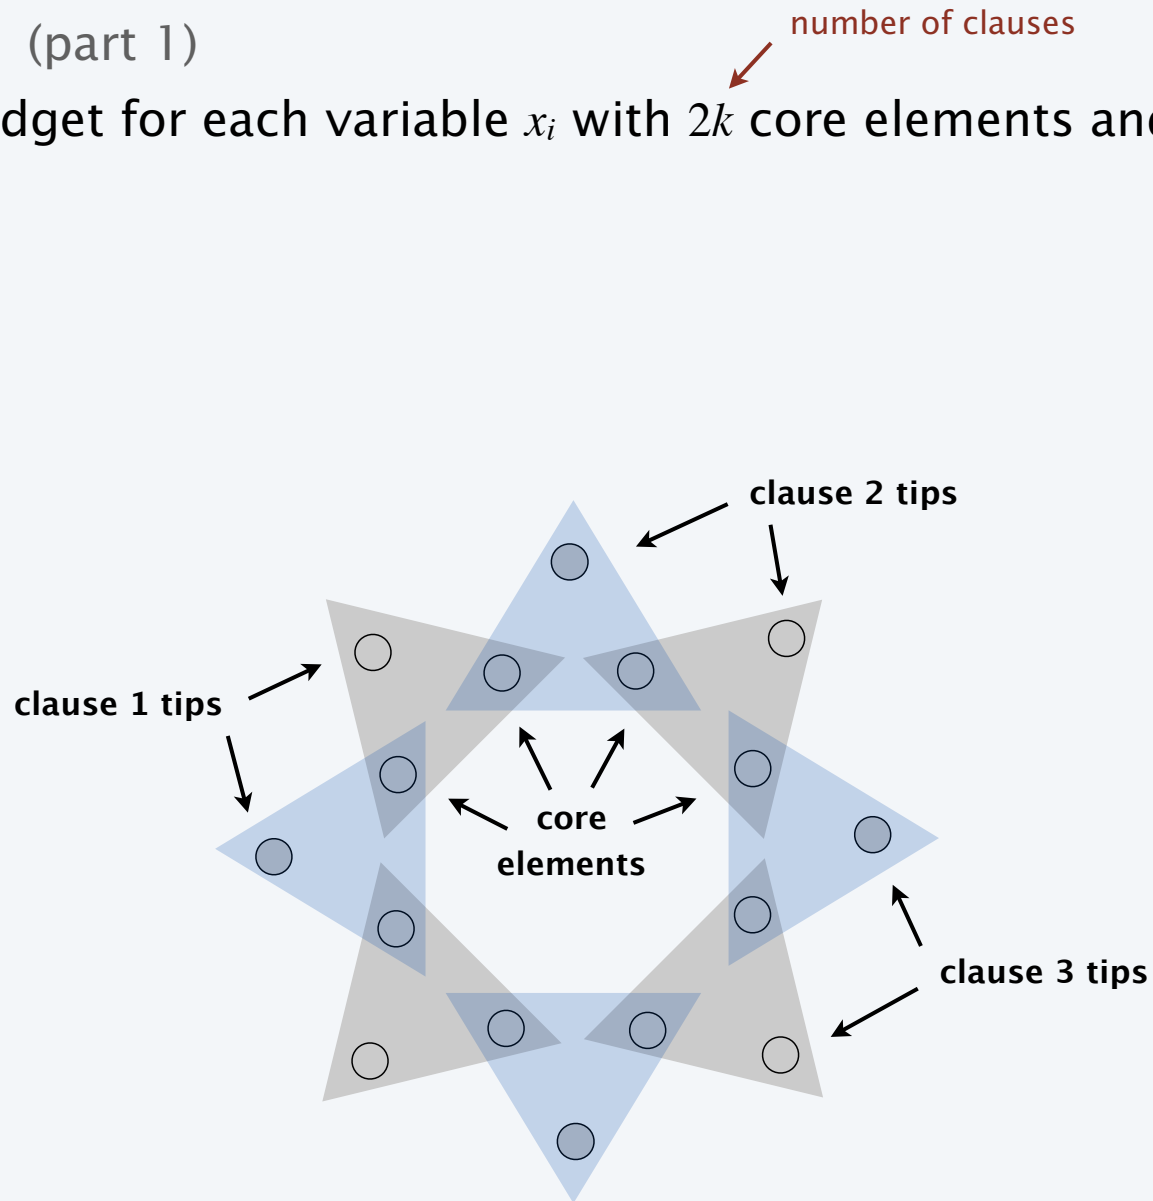 number of clauses
(part 1)
dget for each variable xi with 2k core elements and
clause 2 tips
clause 1 tips
core
elements
clause 3 tips